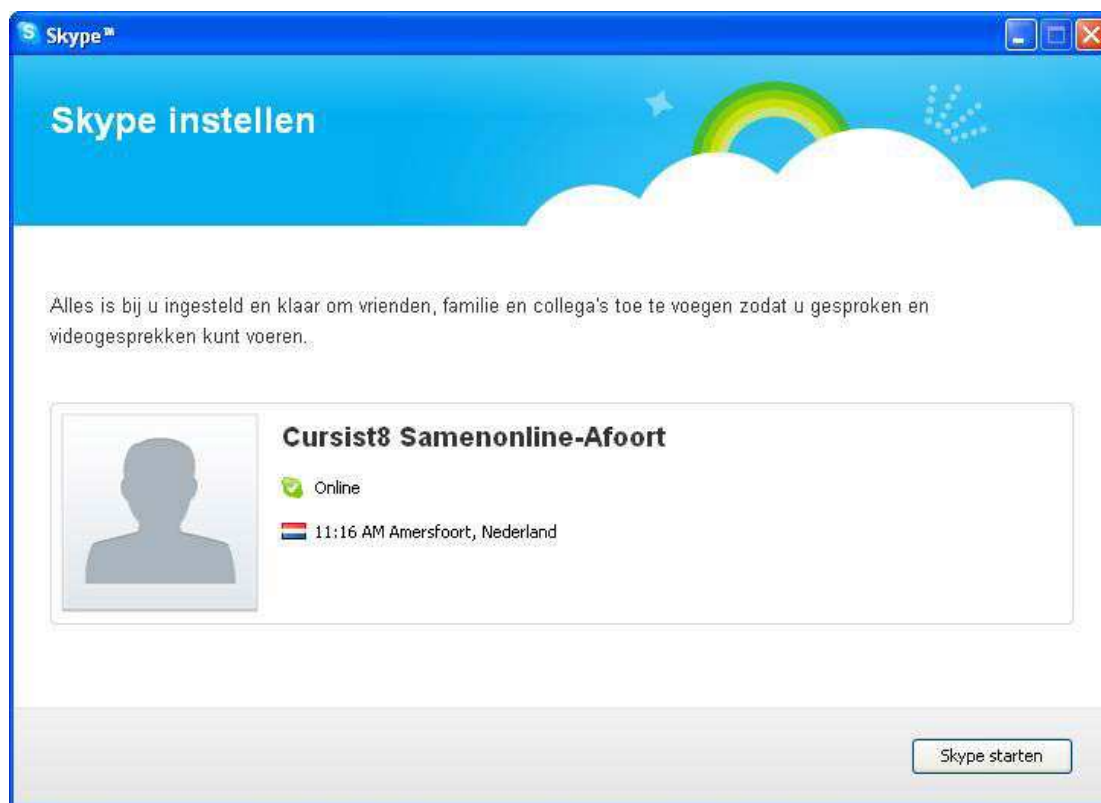 Skype™
Skype instellen
Alles is bij u ingesteld en klaar om vrienden, familie en collega's toe te voegen zodat u gesproken en
videogesprekken kunt voeren.
Cursist8 Samenonline-Afoort
Online
11:16 AM Amersfoort, Nederland
Skype starten